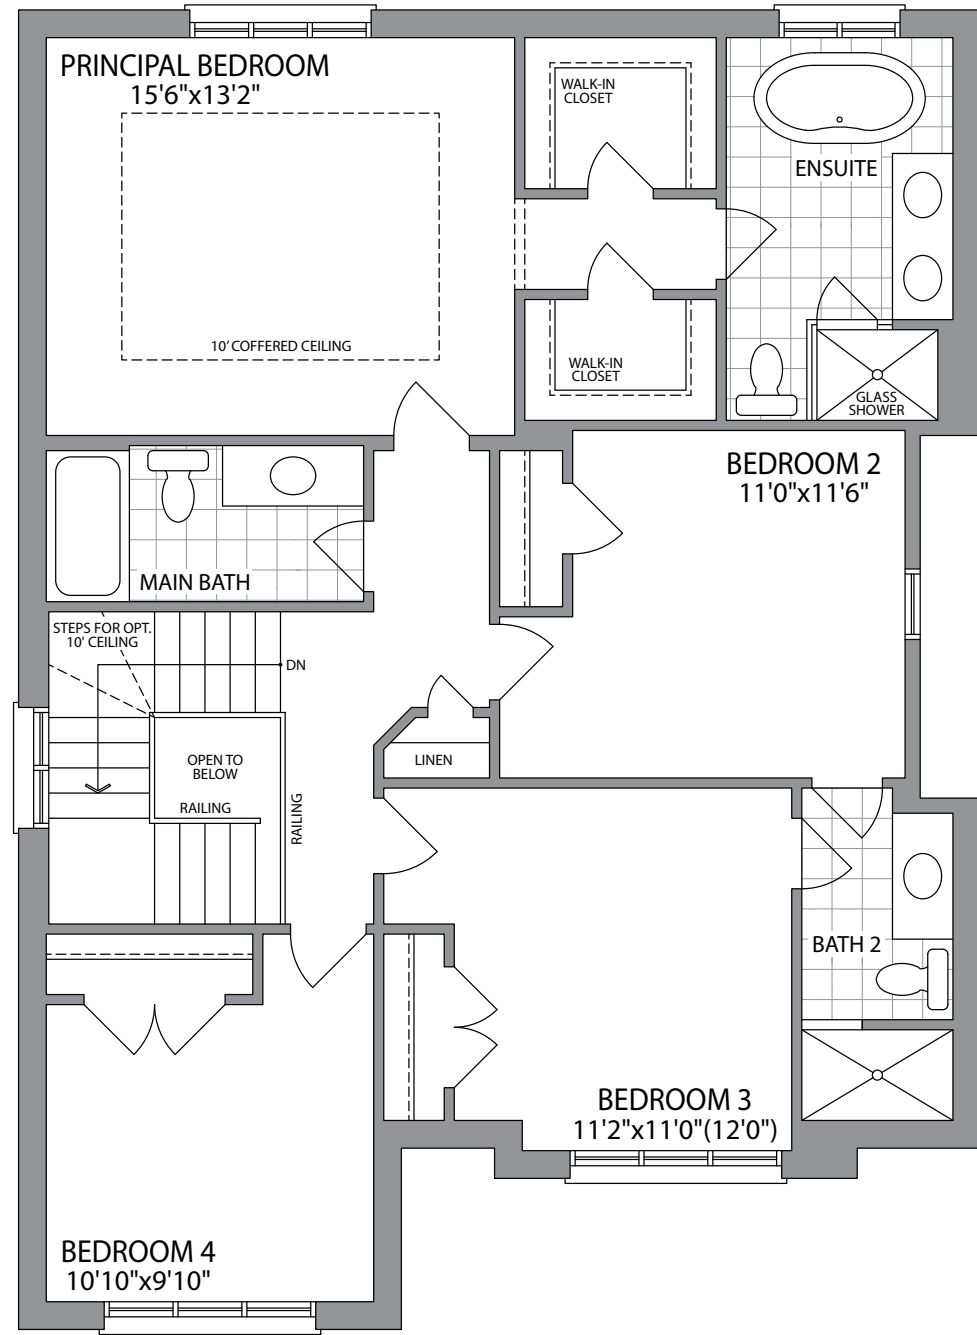 PRINCIPAL BEDROOM
15'6"x13'2"
WALK-IN
CLOSET
ENSUITE
10' COFFERED CEILING
WALK-IN
CLOSET
GLASS
SHOWER
BEDROOM 2
11'0"x11'6"
MAIN BATH
STEPS FOR OPT.
10' CEILING
DN
OPEN TO
BELOW
LINEN
RAILING
RAILING
BATH 2
BEDROOM 3
11'2"x11'0"(12'0")
BEDROOM 4
10'10"x9'10"